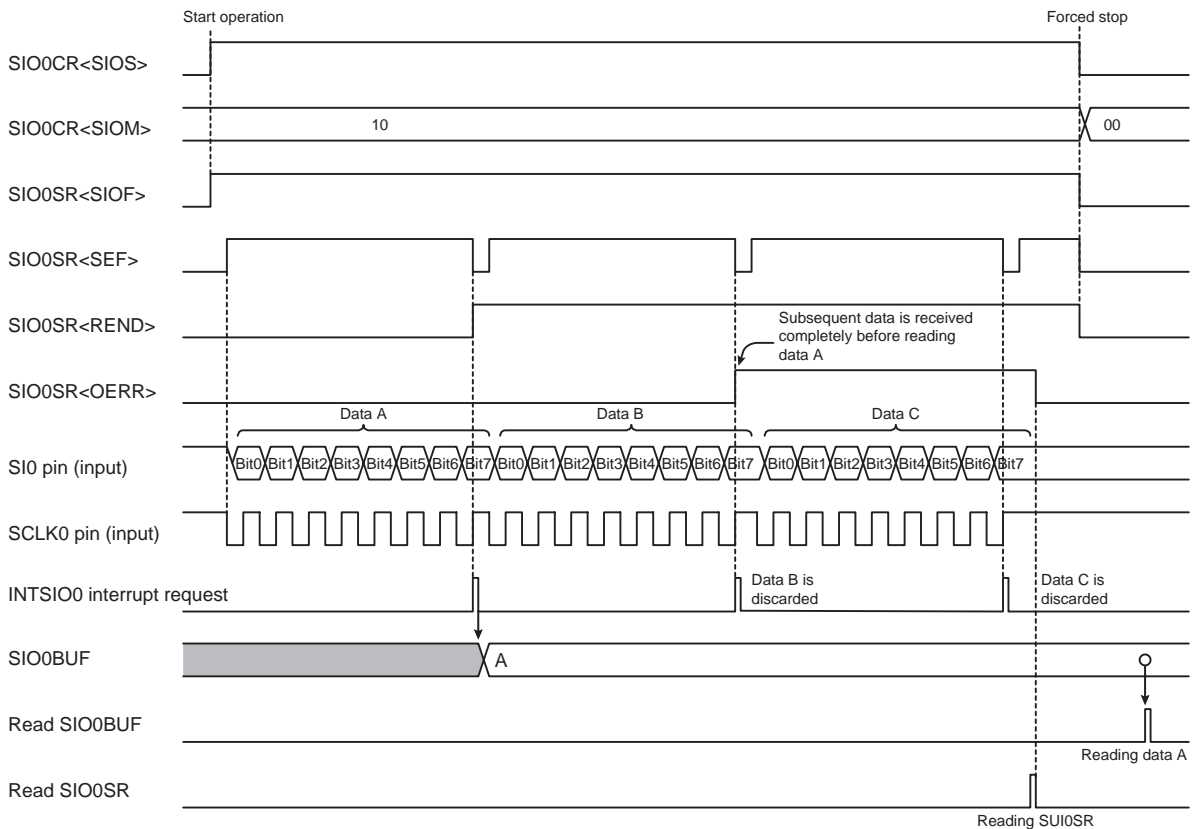 Start operation
Forced stop
SIO0CR<SIOS>
SIO0CR<SIOM>
10
00
SIO0SR<SIOF>
SIO0SR<SEF>
SIO0SR<REND>
Subsequent data is received
completely before reading
data A
SIO0SR<OERR>
Data A
Data B
Data C
SI0 pin (input)
Bit0 Bit1 Bit2 Bit3 Bit4 Bit5 Bit6 Bit7 Bit0 Bit1 Bit2 Bit3 Bit4 Bit5 Bit6 Bit7 Bit0 Bit1 Bit2 Bit3 Bit4 Bit5 Bit6 Bit7
SCLK0 pin (input)
INTSIO0 interrupt request
Data B is
discarded
Data C is
discarded
SIO0BUF
A
Read SIO0BUF
Reading data A
Read SIO0SR
Reading SUI0SR